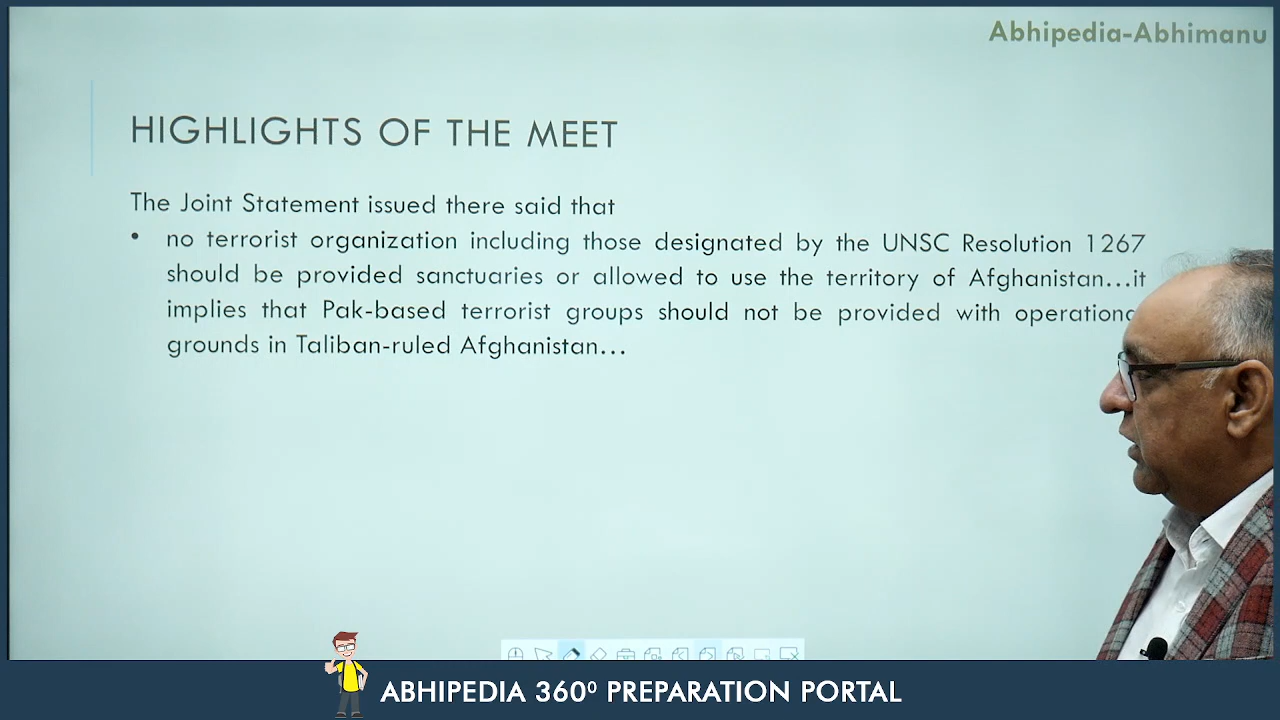 Abhipedia-Abhimanu
HIGHLIGHTS OF THE MEET
The Joint Statement issued there said that
• no terrorist organization including those designated by the UNSC Resolution 1267
should be provided sanctuaries or allowed to use the territory of Afghanistan...it
implies that Pak-based terrorist groups should not be provided with operationa
grounds in Taliban-ruled Afghanistan...
ABHIPEDIA 360⁰ PREPARATION PORTAL